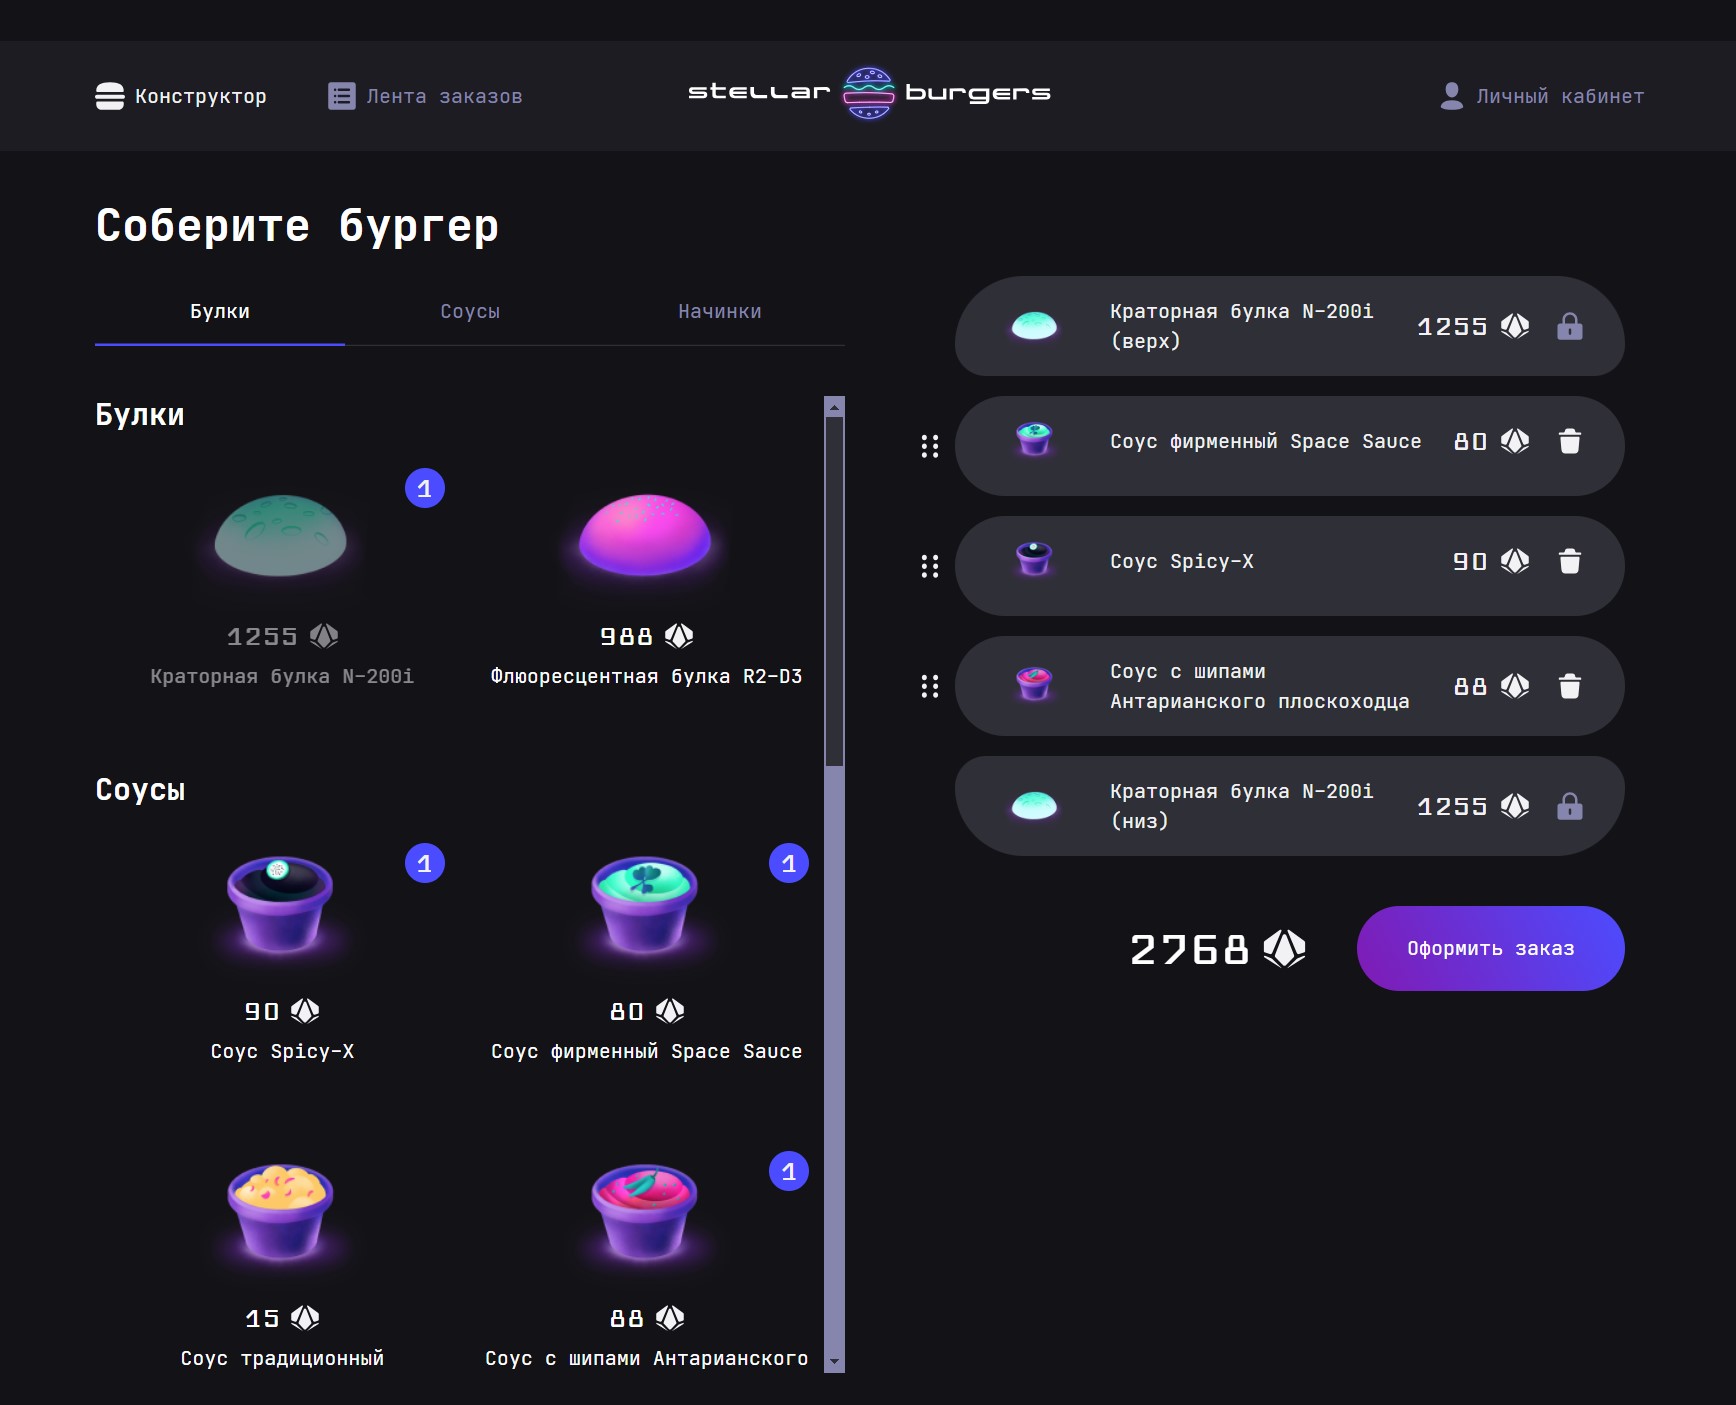 Конструктор
Лента заказов
stellar burgers
Личный кабинет
Соберите бургер
Булки
Соусы
Начинки
Булки
1
1255
Краторная булка N-200i
988
Флюоресцентная булка R2-D3
Соусы
1
90
Соус Spicy-X
1
80
Соус фирменный Space Sauce
15
Соус традиционный
1
88
Соус с шипами Антарианского
Краторная булка N-200i
(верх)
1255
Соус фирменный Space Sauce
80
Соус Spicy-X
90
Соус с шипами
Антарианского плоскоходца
88
Краторная булка N-200i
(низ)
1255
2768
Оформить заказ